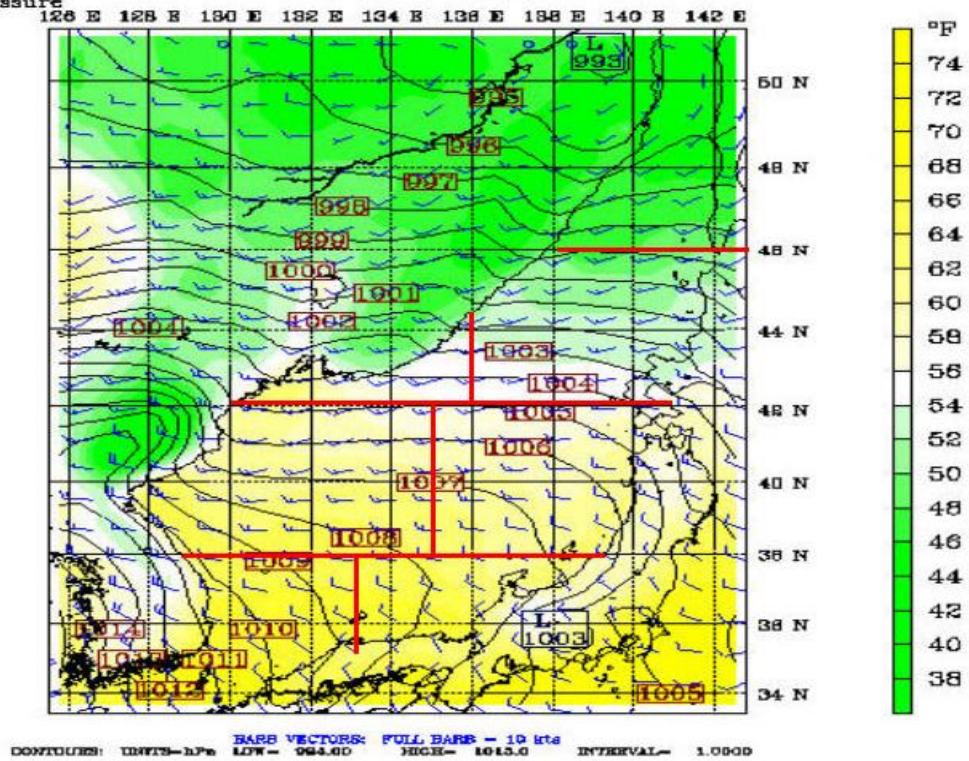 ssure
126 E 128 E 130 E 132 E 134 E 136 E 138 E 140 E 142 E
°F
L
993
50 N
74
72
995
70
996
48 N
68
997
998
66
999
46 N
64
1000
62
1001
60
1002
1004
44 N
58
1003
56
1004
42 N
54
1005
52
1006
50
1007
40 N
48
1008
46
1009
38 N
44
42
1014
1010
L
1003
36 N
40
1011
38
1012
1005
34 N
BARB VECTORS: FULL BARB = 10 kts
CONTOURS: UNITS=hPa LOW= 994.00 HIGH= 1013.0 INTERVAL= 1.0000